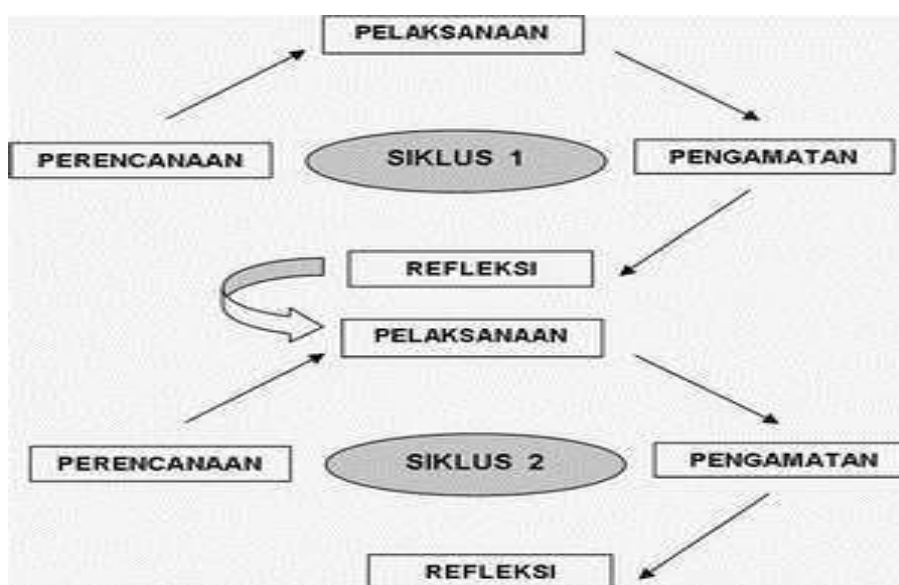 PELAKSANAAN
PERENCANAAN
SIKLUS 1
PENGAMATAN
REFLEKSI
PELAKSANAAN
PERENCANAAN
SIKLUS 2
PENGAMATAN
REFLEKSI